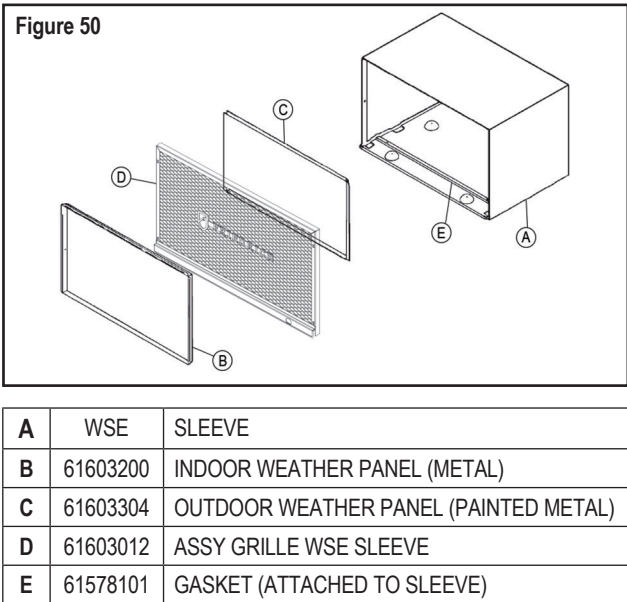 Figure 50
C
D
E
A
B
A WSE SLEEVE
B 61603200 INDOOR WEATHER PANEL (METAL)
C 61603304 OUTDOOR WEATHER PANEL (PAINTED METAL)
D 61603012 ASSY GRILLE WSE SLEEVE
E 61578101 GASKET (ATTACHED TO SLEEVE)